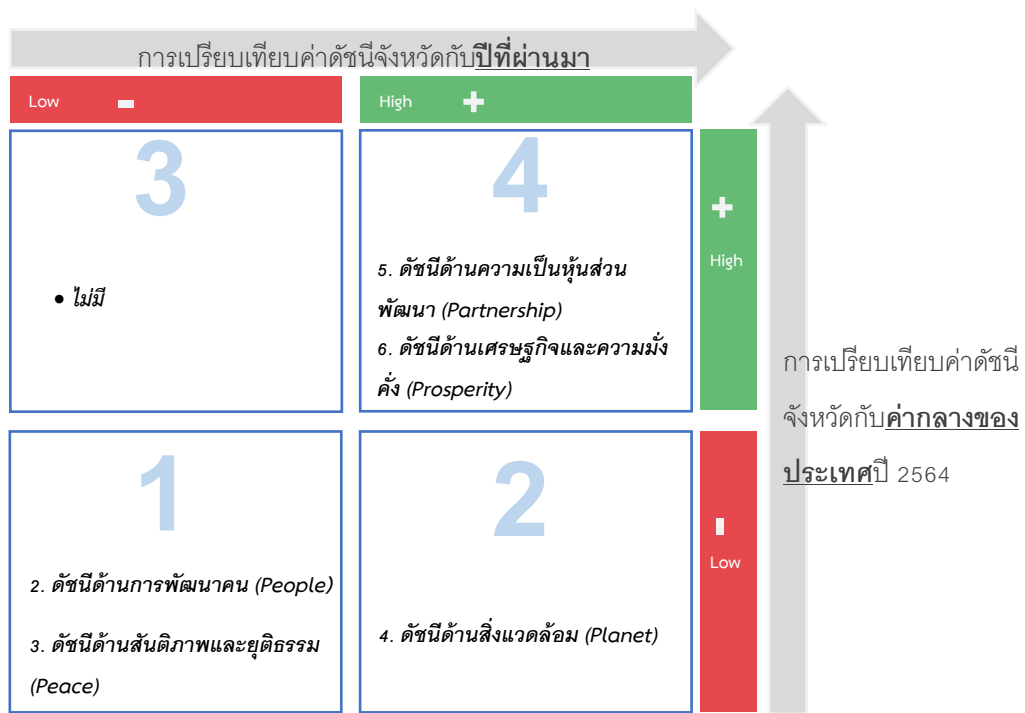 การเปรียบเทียบค่าดัชนีจังหวัดกับปีที่ผ่านมา
Low -
High +
3
• ไม่มี
4
5. ดัชนีด้านความเป็นหุ้นส่วน
พัฒนา (Partnership)
6. ดัชนีด้านเศรษฐกิจและความมั่ง
คั่ง (Prosperity)
+
High
การเปรียบเทียบค่าดัชนี
จังหวัดกับค่ากลางของ
ประเทศปี 2564
1
2. ดัชนีด้านการพัฒนาคน (People)
3. ดัชนีด้านสันติภาพและยุติธรรม
(Peace)
2
4. ดัชนีด้านสิ่งแวดล้อม (Planet)
-
Low